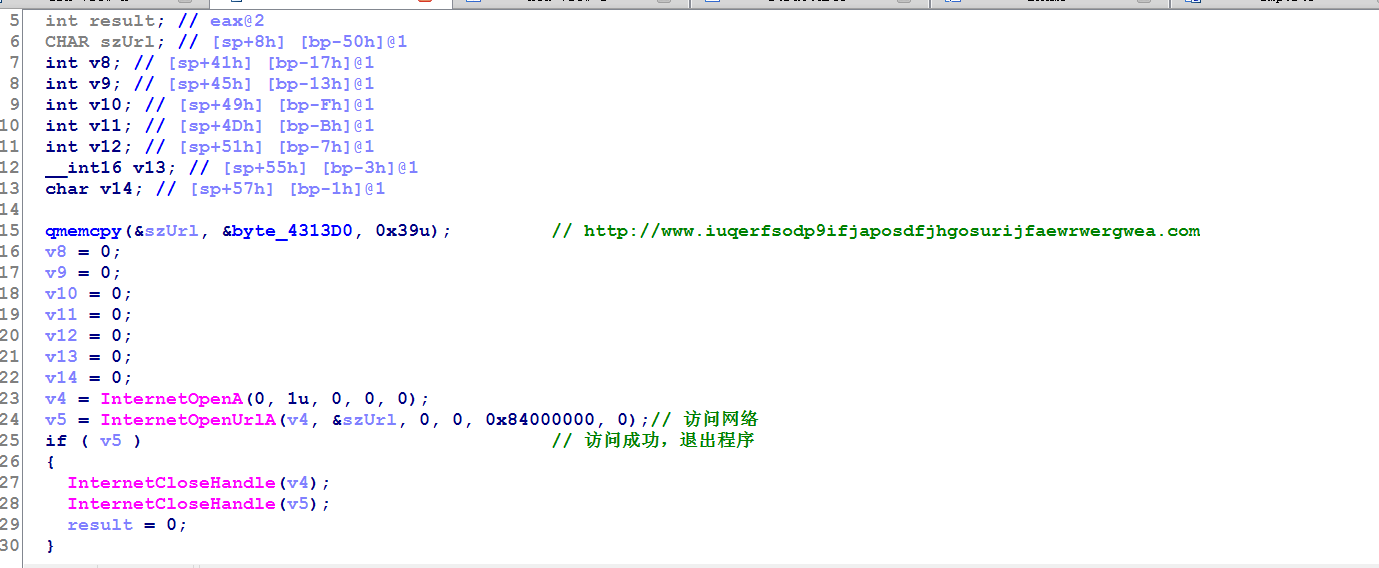 5 int result; // eax@2
6 CHAR szUrl; // [sp+8h] [bp-50h]@1
7 int v8; // [sp+41h] [bp-17h]@1
8 int v9; // [sp+45h] [bp-13h]@1
9 int v10; // [sp+49h] [bp-Fh]@1
10 int v11; // [sp+4Dh] [bp-Bh]@1
11 int v12; // [sp+51h] [bp-7h]@1
12 __int16 v13; // [sp+55h] [bp-3h]@1
13 char v14; // [sp+57h] [bp-1h]@1
14
15 qmemcpy(&szUrl, &byte_4313D0, 0x39u); // http://www.iuqerfsodp9ifjaposdfjhgosurijfaewrwergwea.com
16 v8 = 0;
17 v9 = 0;
18 v10 = 0;
19 v11 = 0;
20 v12 = 0;
21 v13 = 0;
22 v14 = 0;
23 v4 = InternetOpenA(0, 1u, 0, 0, 0);
24 v5 = InternetOpenUrlA(v4, &szUrl, 0, 0, 0x84000000, 0);// 访问网络
25 if ( v5 ) // 访问成功，退出程序
26 {
27 InternetCloseHandle(v4);
28 InternetCloseHandle(v5);
29 result = 0;
30 }